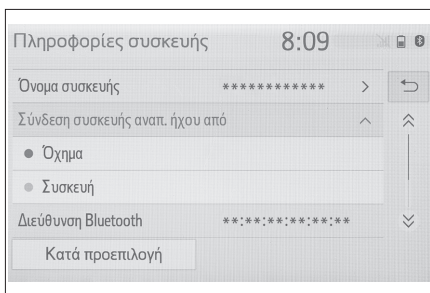 Πληροφορίες συσκευής 8:09
Όνομα συσκευής ************ >
Σύνδεση συσκευής αναπ. ήχου από
Όχημα
Συσκευή
Διεύθυνση Bluetooth **:**:**:**:**:**
Κατά προεπιλογή